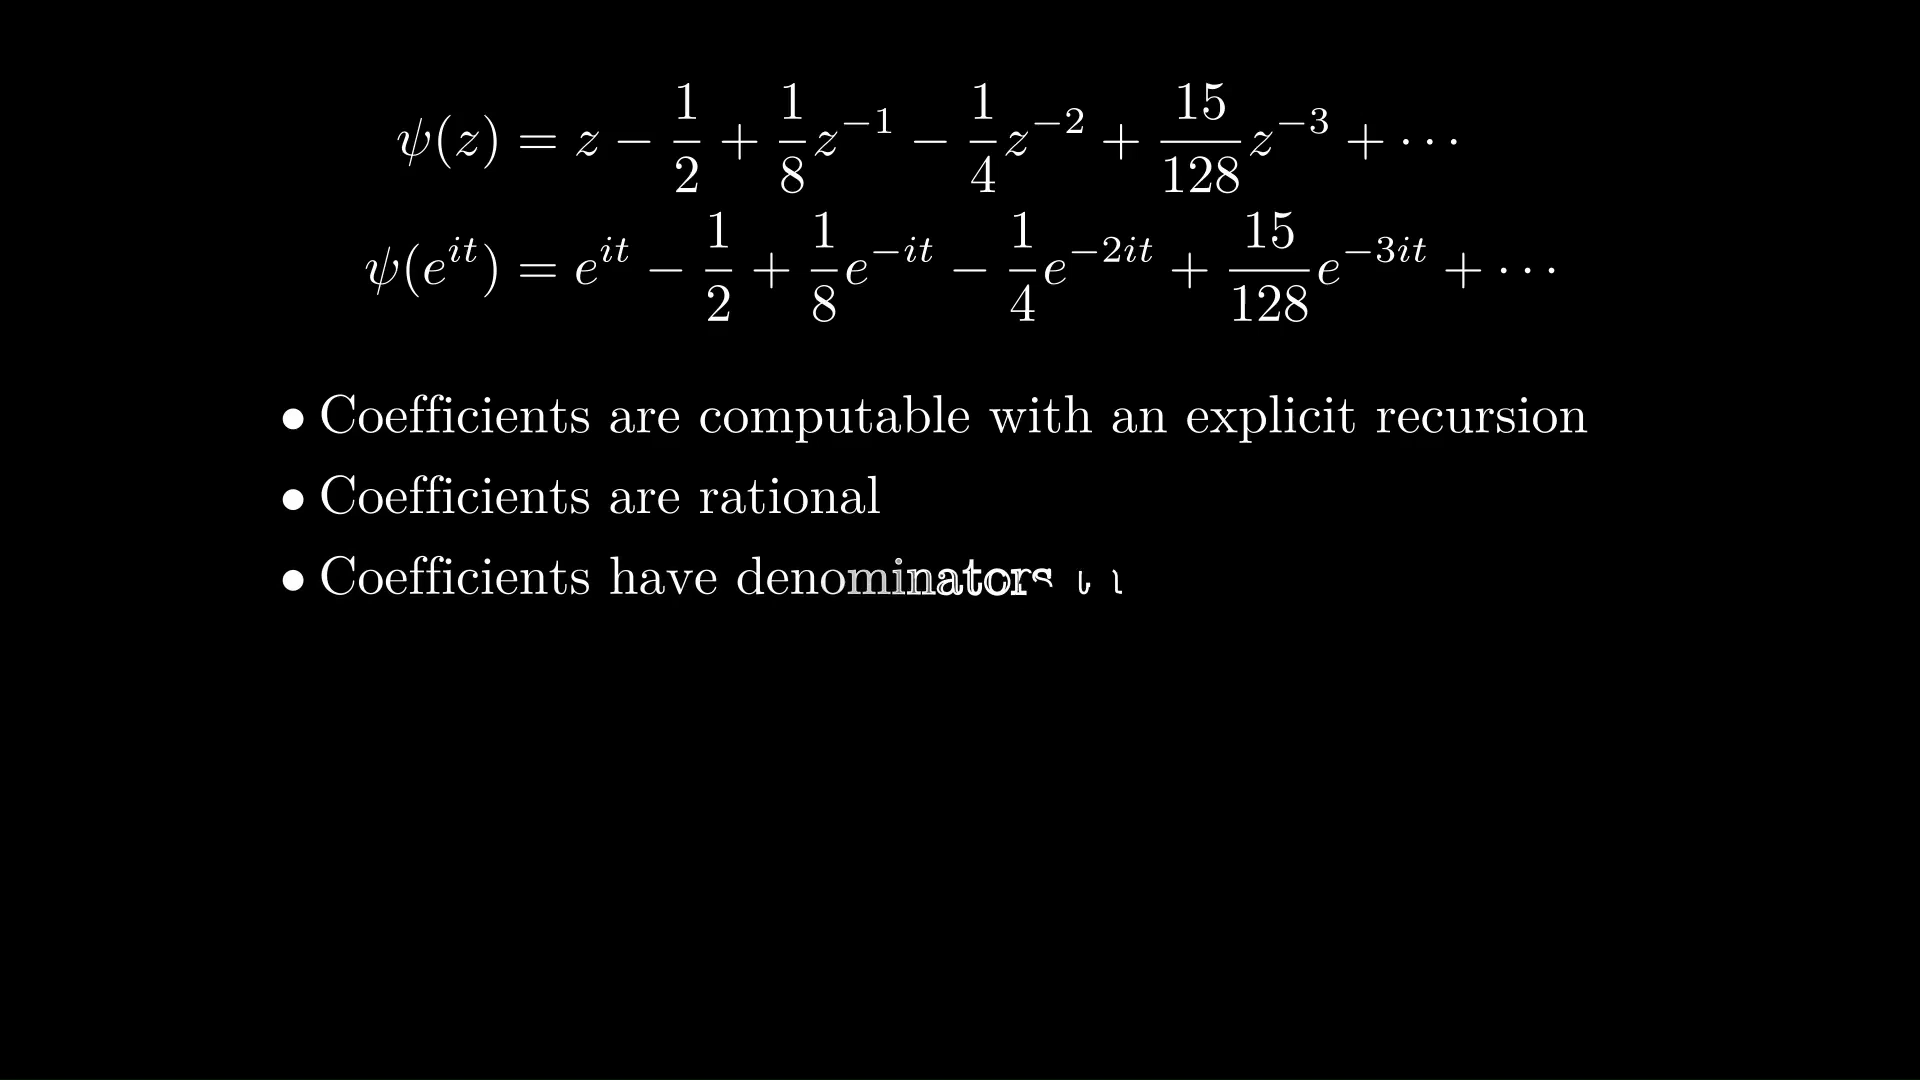 ψ(z) = z − 1/2 + 1/8 z^{−1} − 1/4 z^{−2} + 15/128 z^{−3} + ⋯
ψ(e^{it}) = e^{it} − 1/2 + 1/8 e^{−it} − 1/4 e^{−2it} + 15/128 e^{−3it} + ⋯
• Coefficients are computable with an explicit recursion
• Coefficients are rational
• Coefficients have denominators